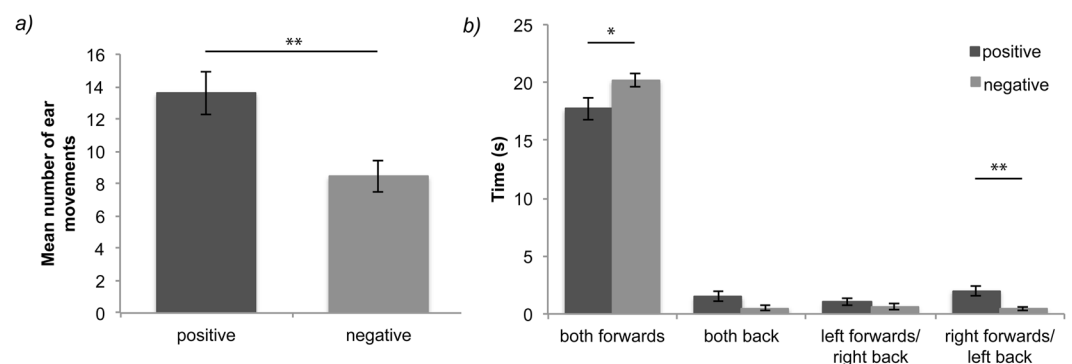 a)
**
16
14
12
10
8
6
4
2
0
Mean number of ear
movements
positive
negative
b)
25
20
15
10
5
0
Time (s)
*
**
positive
negative
both forwards
both back
left forwards/
right back
right forwards/
left back